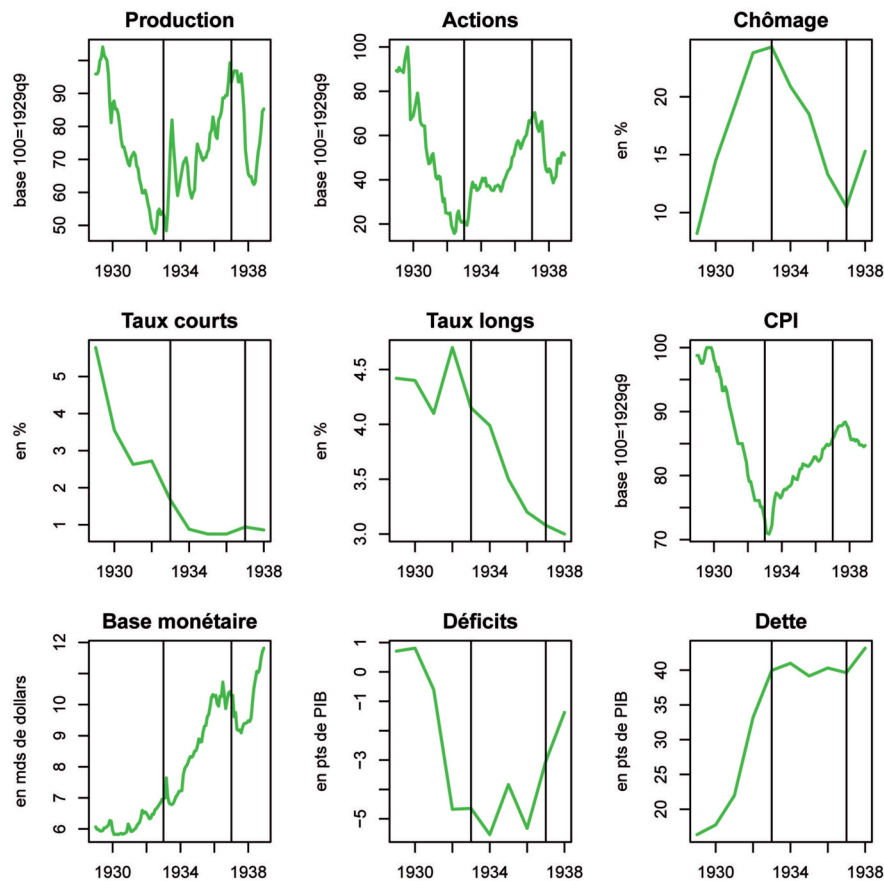 Production
base 100=1929q9
50 60 70 80 90
1930 1934 1938
Actions
base 100=1929q9
20 40 60 80 100
1930 1934 1938
Chômage
en %
10 15 20
1930 1934 1938
Taux courts
en %
1 2 3 4 5
1930 1934 1938
Taux longs
en %
3.0 3.5 4.0 4.5
1930 1934 1938
CPI
base 100=1929q9
70 80 90 100
1930 1934 1938
Base monétaire
en mds de dollars
6 7 8 10 12
1930 1934 1938
Déficits
en pts de PIB
−5 −3 −1 0 1
1930 1934 1938
Dette
en pts de PIB
20 25 30 35 40
1930 1934 1938